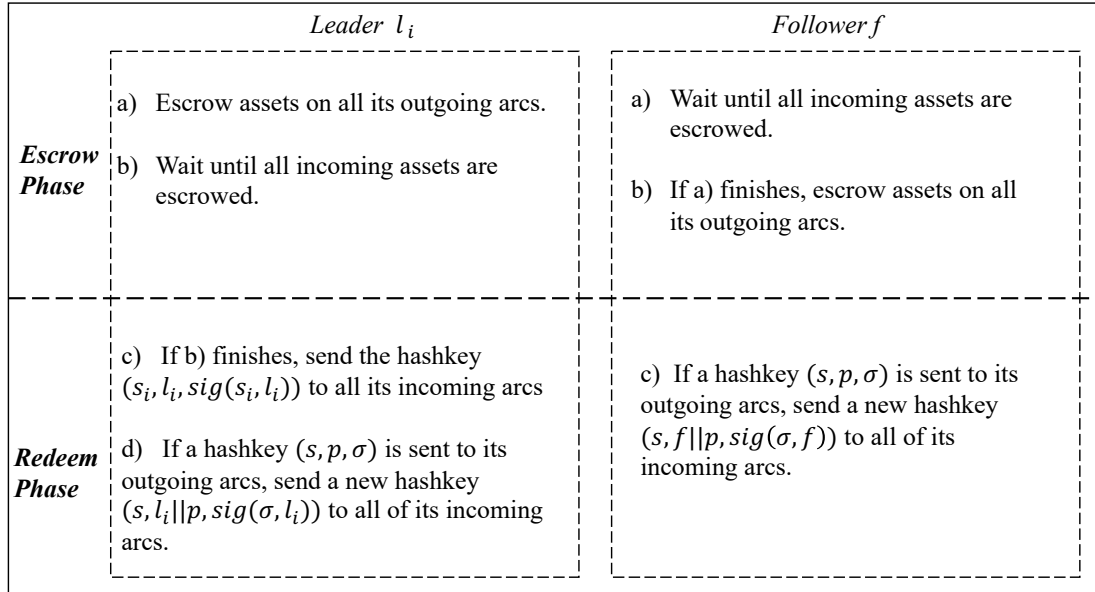 Leader l_i
Follower f
Escrow
Phase
a) Escrow assets on all its outgoing arcs.
b) Wait until all incoming assets are
escrowed.
a) Wait until all incoming assets are
escrowed.
b) If a) finishes, escrow assets on all
its outgoing arcs.
Redeem
Phase
c) If b) finishes, send the hashkey
(s_i, l_i, sig(s_i, l_i)) to all its incoming arcs
d) If a hashkey (s, p, σ) is sent to its
outgoing arcs, send a new hashkey
(s, l_i||p, sig(σ, l_i)) to all of its incoming
arcs.
c) If a hashkey (s, p, σ) is sent to its
outgoing arcs, send a new hashkey
(s, f||p, sig(σ, f)) to all of its
incoming arcs.